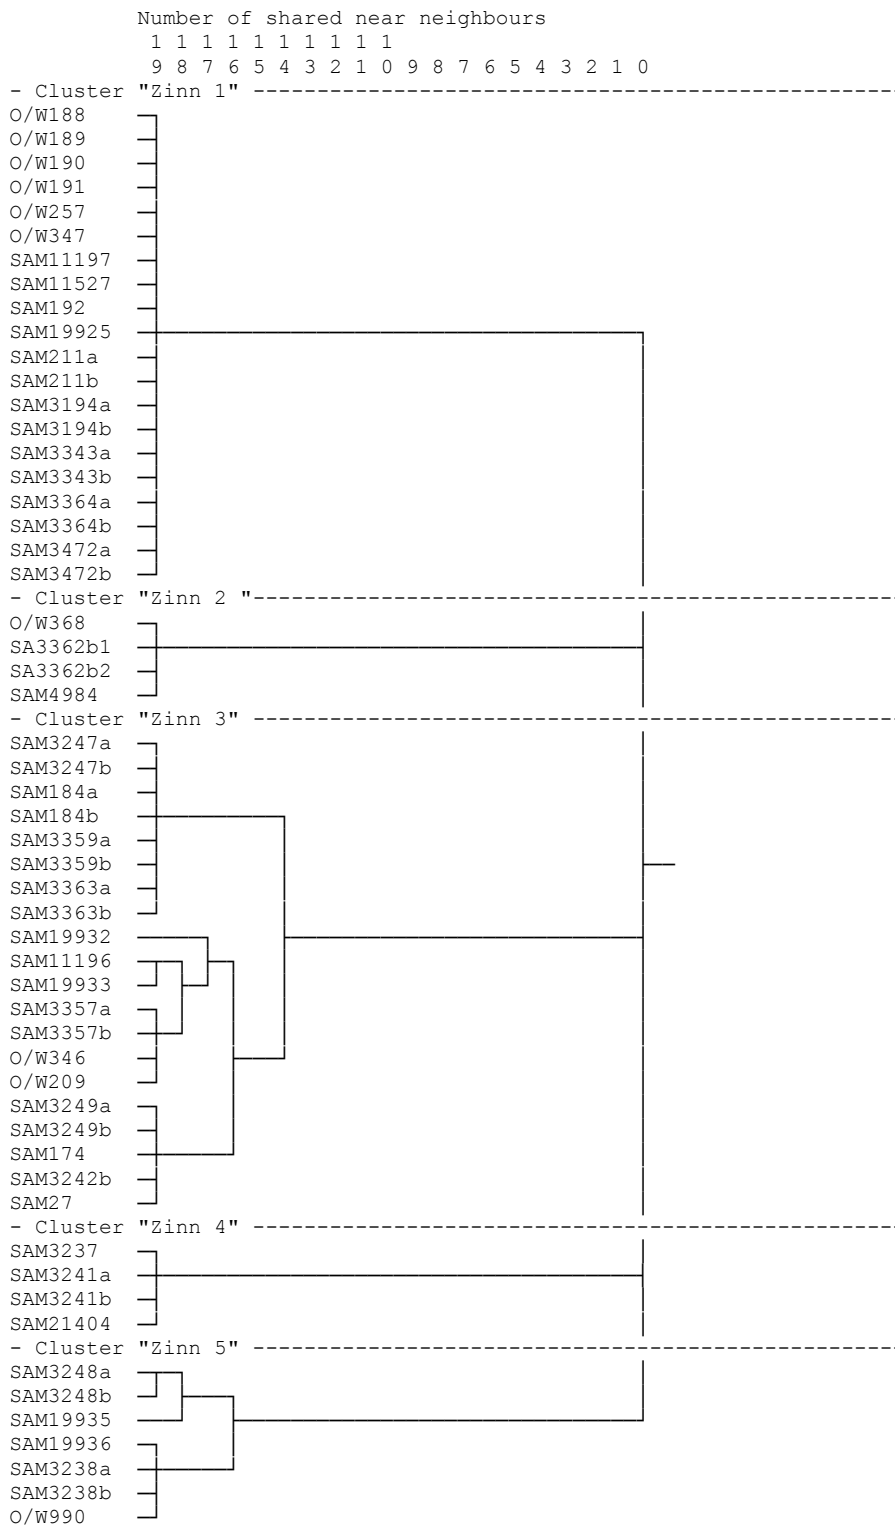 Number of shared near neighbours
1 1 1 1 1 1 1 1 1 1
9 8 7 6 5 4 3 2 1 0 9 8 7 6 5 4 3 2 1 0
- Cluster "Zinn 1" --------------------------------------------------
O/W188
O/W189
O/W190
O/W191
O/W257
O/W347
SAM11197
SAM11527
SAM192
SAM19925
SAM211a
SAM211b
SAM3194a
SAM3194b
SAM3343a
SAM3343b
SAM3364a
SAM3364b
SAM3472a
SAM3472b
- Cluster "Zinn 2 "--------------------------------------------------
O/W368
SA3362b1
SA3362b2
SAM4984
- Cluster "Zinn 3" --------------------------------------------------
SAM3247a
SAM3247b
SAM184a
SAM184b
SAM3359a
SAM3359b
SAM3363a
SAM3363b
SAM19932
SAM11196
SAM19933
SAM3357a
SAM3357b
O/W346
O/W209
SAM3249a
SAM3249b
SAM174
SAM3242b
SAM27
- Cluster "Zinn 4" --------------------------------------------------
SAM3237
SAM3241a
SAM3241b
SAM21404
- Cluster "Zinn 5" --------------------------------------------------
SAM3248a
SAM3248b
SAM19935
SAM19936
SAM3238a
SAM3238b
O/W990